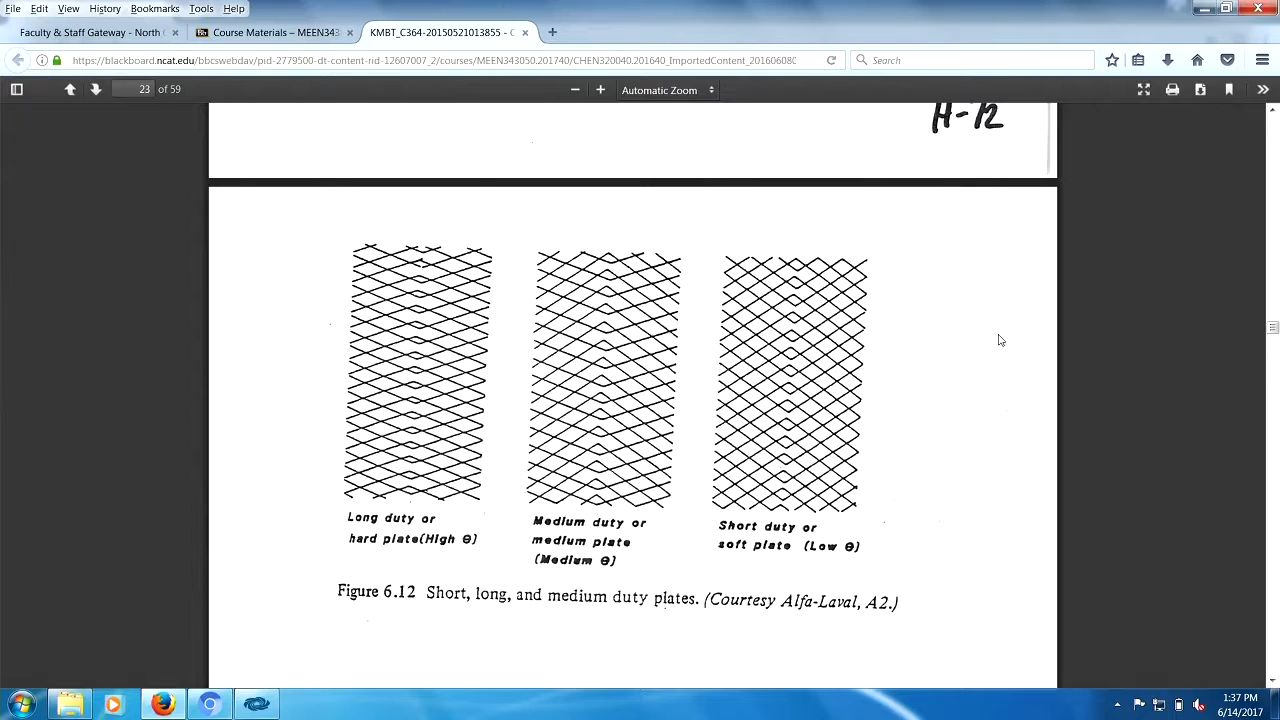 File Edit View History Bookmarks Tools Help
Faculty & Staff Gateway - North C × Course Materials – MEEN343 × KMBT_C364-20150521013855 - C × +
https://blackboard.ncat.edu/bbcswebdav/pid-2779500-dt-content-rid-12607007_2/courses/MEEN343050.201740/CHEN320040.201640_ImportedContent_20160608C Search
23 of 59 Automatic Zoom
H-72
Long duty or
hard plate(High Θ)
Medium duty or
medium plate
(Medium Θ)
Short duty or
soft plate (Low Θ)
Figure 6.12 Short, long, and medium duty plates. (Courtesy Alfa-Laval, A2.)
1:37 PM
6/14/2017